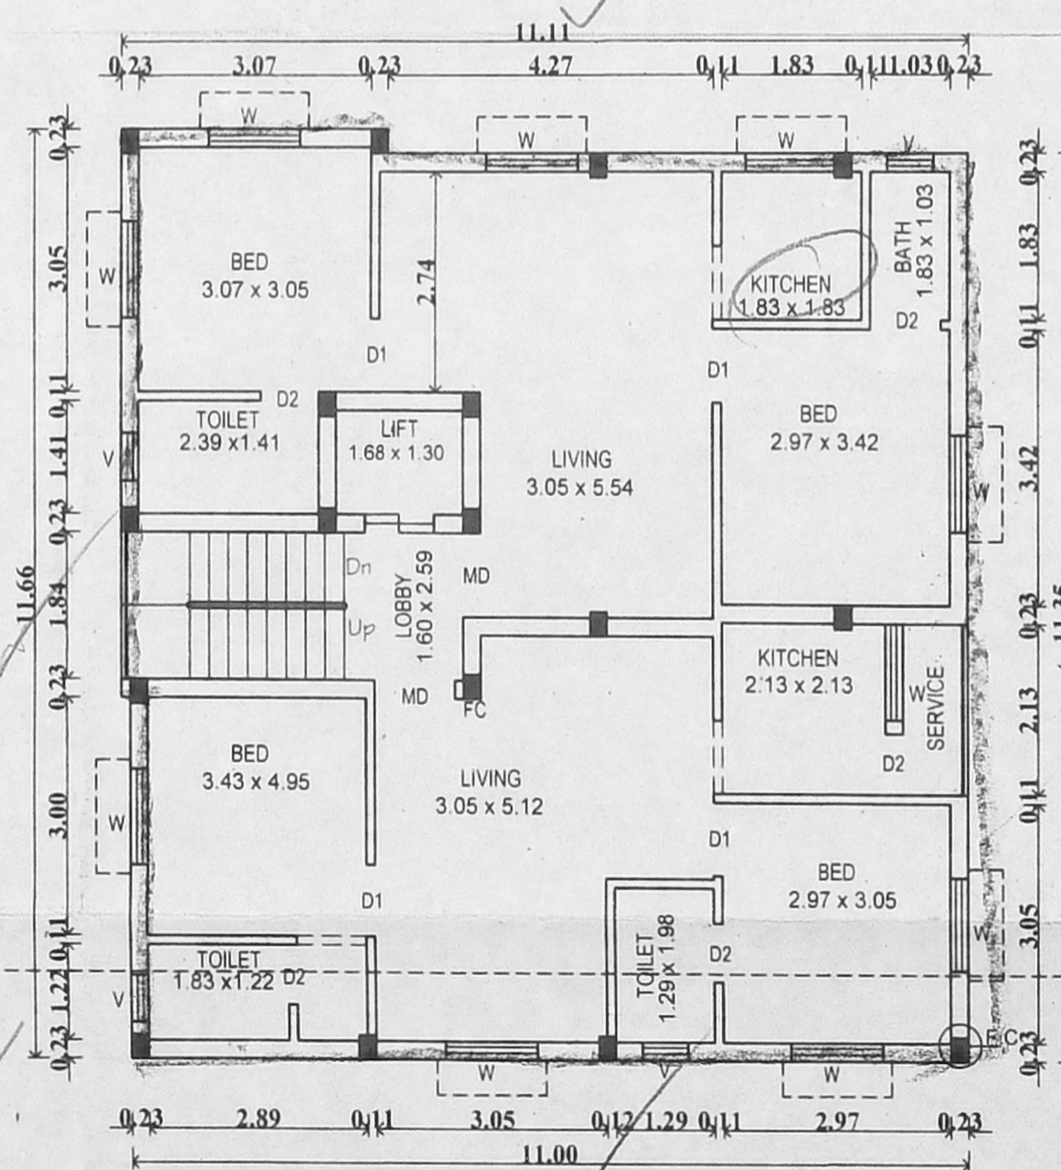 11.11
0.23 3.07 0.23 4.27 0.11 1.83 0.11 1.03 0.23
W
W
W
V
0.23
0.23
3.05
W
BED
3.07 x 3.05
2.74
KITCHEN
1.83 x 1.83
BATH
1.83 x 1.03
1.83
D2
0.11
D1
D1
0.11
D2
TOILET
2.39 x1.41
LIFT
1.68 x 1.30
BED
2.97 x 3.42
3.42
V
1.41
LIVING
3.05 x 5.54
W
0.23
11.66
1.84
Dn
Up
LOBBY
1.60 x 2.59
MD
0.23
KITCHEN
2.13 x 2.13
W
SERVICE
2.13
0.23
MD
FC
D2
BED
3.43 x 4.95
LIVING
3.05 x 5.12
W
3.00
0.11
D1
BED
2.97 x 3.05
W
3.05
D1
0.11
TOILET
1.83 x1.22
D2
V
1.22
TOILET
1.29 x 1.98
D2
0.23
0.23
W
V
W
0.23 2.89 0.11 3.05 0.12 1.29 0.11 2.97 0.23
11.00